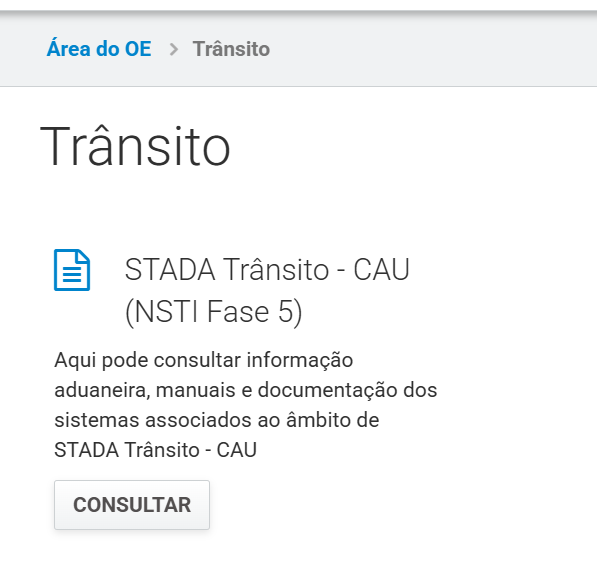 Área do OE > Trânsito
Trânsito
STADA Trânsito - CAU
(NSTI Fase 5)
Aqui pode consultar informação
aduaneira, manuais e documentação dos
sistemas associados ao âmbito de
STADA Trânsito - CAU
CONSULTAR